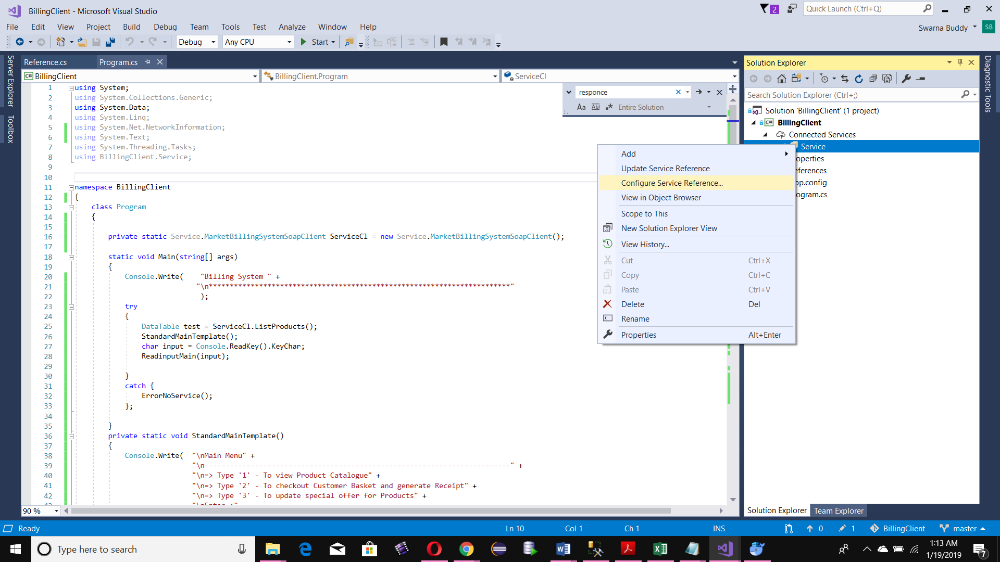 BillingClient - Microsoft Visual Studio
2
Quick Launch (Ctrl+Q)
File Edit View Project Build Debug Team Tools Test Analyze Window Help
Swarna Buddy SB
Debug Any CPU Start
Server Explorer
Toolbox
Reference.cs Program.cs
BillingClient BillingClient.Program ServiceCl
1 using System;
2 using System.Collections.Generic;
3 using System.Data;
4 using System.Linq;
5 using System.Net.NetworkInformation;
6 using System.Text;
7 using System.Threading.Tasks;
8 using BillingClient.Service;
9
10
11 namespace BillingClient
12 {
13 class Program
14 {
15
16 private static Service.MarketBillingSystemSoapClient ServiceCl = new Service.MarketBillingSystemSoapClient();
17
18 static void Main(string[] args)
19 {
20 Console.Write( "Billing System " +
21 "\n************************************************************************"
22 );
23 try
24 {
25 DataTable test = ServiceCl.ListProducts();
26 StandardMainTemplate();
27 char input = Console.ReadKey().KeyChar;
28 ReadinputMain(input);
29
30 }
31 catch {
32 ErrorNoService();
33 };
34
35 }
36 private static void StandardMainTemplate()
37 {
38 Console.Write( "\nMain Menu" +
39 "\n-------------------------------------------------------------------------" +
40 "\n=> Type '1' - To view Product Catalogue" +
41 "\n=> Type '2' - To checkout Customer Basket and generate Receipt" +
42 "\n=> Type '3' - To update special offer for Products" +
responce
Aa Ab Entire Solution
Add
Update Service Reference
Configure Service Reference...
View in Object Browser
Scope to This
New Solution Explorer View
View History...
Cut Ctrl+X
Copy Ctrl+C
Paste Ctrl+V
Delete Del
Rename
Properties Alt+Enter
Solution Explorer
Search Solution Explorer (Ctrl+;)
Solution 'BillingClient' (1 project)
C# BillingClient
Connected Services
Service
operties
eferences
pp.config
ogram.cs
Diagnostic Tools
90 %
Solution Explorer Team Explorer
Ready Ln 10 Col 1 Ch 1 INS 0 1 BillingClient master
Type here to search
1:13 AM
1/19/2019
7